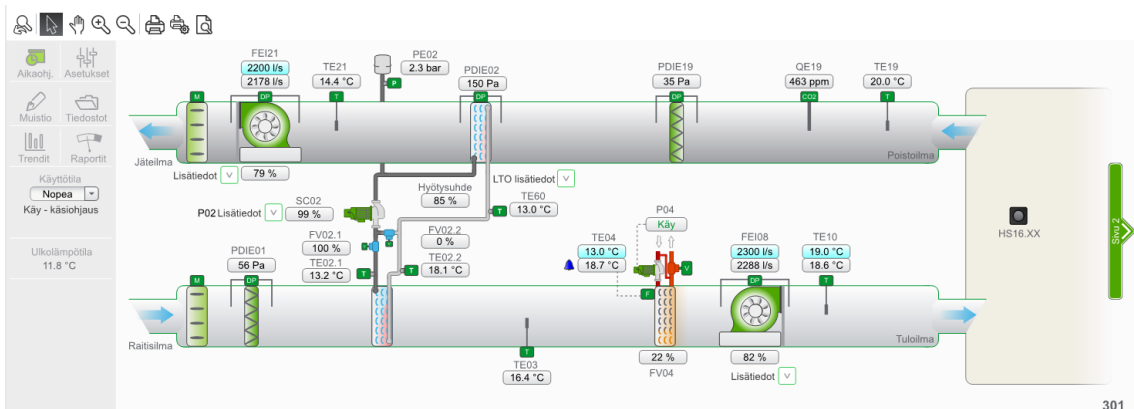 Aikaohj.
Asetukset
Muistio
Tiedostot
Trendit
Raportit
Käyttötila
Nopea
Käy - käsiohjaus
Ulkolämpötila
11.8 °C
FEI21
2200 l/s
2178 l/s
TE21
14.4 °C
PE02
2.3 bar
PDIE02
150 Pa
PDIE19
35 Pa
QE19
463 ppm
TE19
20.0 °C
M
DP
T
P
DP
DP
CO2
T
Jäteilma
Poistoilma
Lisätiedot
79 %
LTO lisätiedot
Hyötysuhde
85 %
P02 Lisätiedot
SC02
99 %
TE60
T
13.0 °C
FV02.1
100 %
FV02.2
0 %
TE02.1
13.2 °C
T
TE02.2
T
18.1 °C
P04
Käy
TE04
13.0 °C
18.7 °C
V
F
PDIE01
56 Pa
FEI08
2300 l/s
2288 l/s
TE10
19.0 °C
18.6 °C
M
DP
DP
T
Raitisilma
Tuloilma
T
TE03
16.4 °C
22 %
FV04
82 %
Lisätiedot
HS16.XX
Sivu 2
301